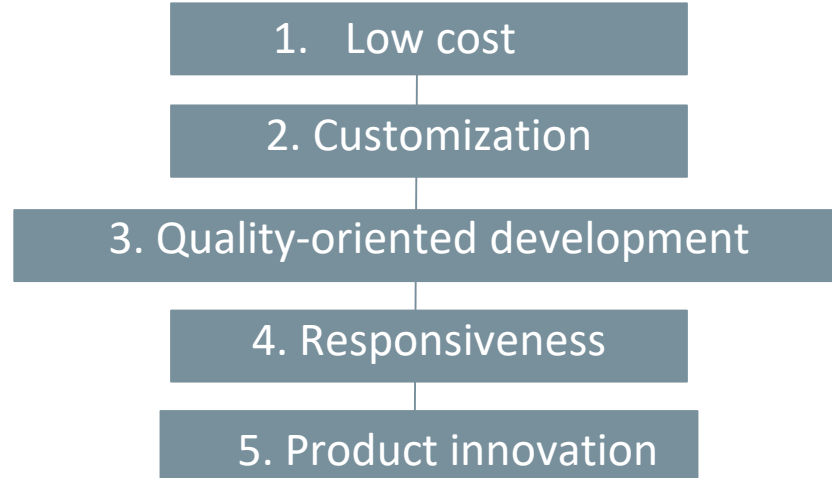 1. Low cost
2. Customization
3. Quality-oriented development
4. Responsiveness
5. Product innovation